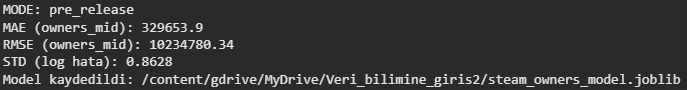 MODE: pre_release
MAE (owners_mid): 329653.9
RMSE (owners_mid): 10234780.34
STD (log hata): 0.8628
Model kaydedildi: /content/gdrive/MyDrive/Veri_bilimine_giris2/steam_owners_model.joblib